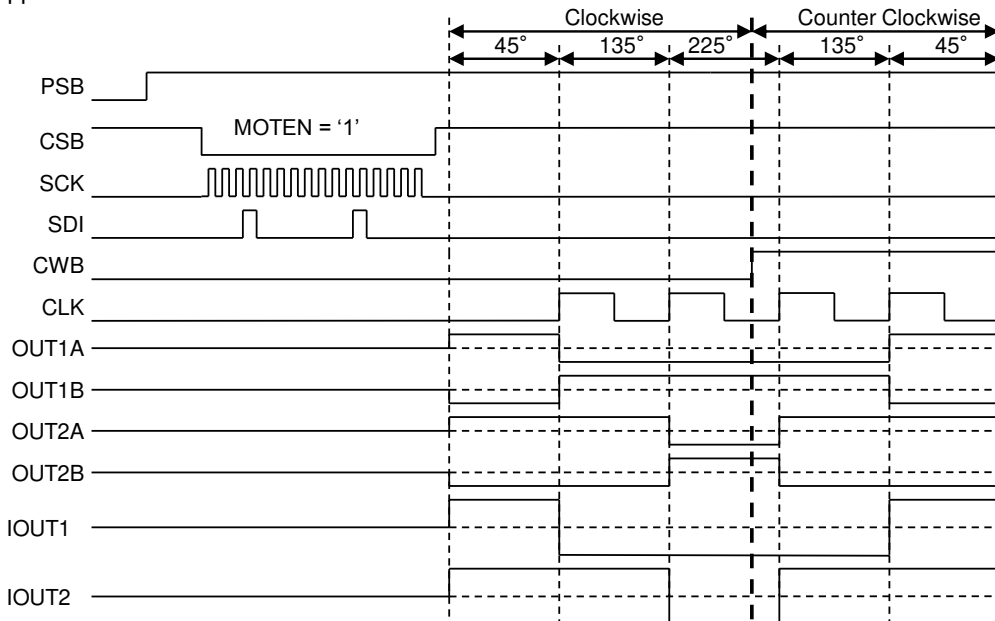 Clockwise
Counter Clockwise
45°
135°
225°
135°
45°
PSB
CSB
MOTEN = ‘1’
SCK
SDI
CWB
CLK
OUT1A
OUT1B
OUT2A
OUT2B
IOUT1
IOUT2